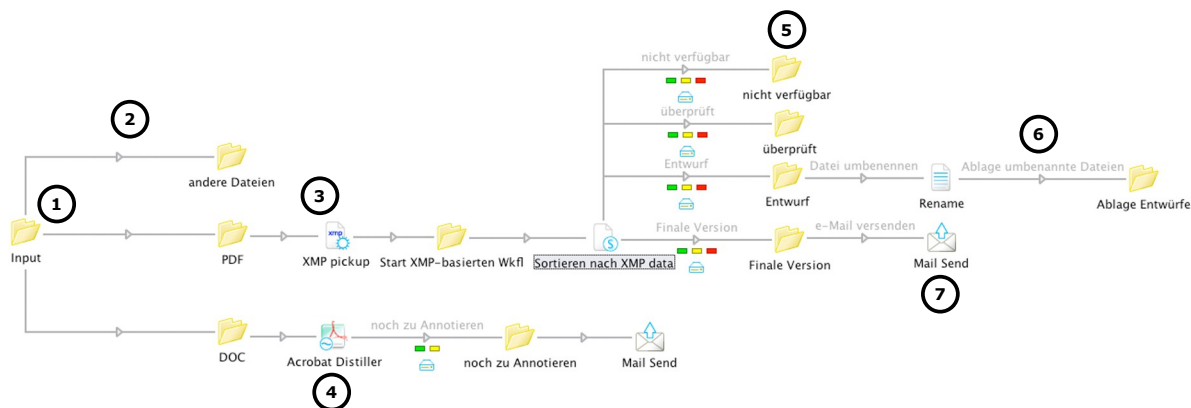 5
nicht verfügbar
nicht verfügbar
2
überprüft
überprüft
6
andere Dateien
Entwurf
Entwurf
Datei umbenennen
Rename
Ablage umbenannte Dateien
Ablage Entwürfe
1
Input
PDF
3
xmp
XMP pickup
Start XMP-basierten Wkfl
S
Sortieren nach XMP data
Finale Version
Finale Version
e-Mail versenden
Mail Send
7
DOC
Acrobat Distiller
4
noch zu Annotieren
noch zu Annotieren
Mail Send